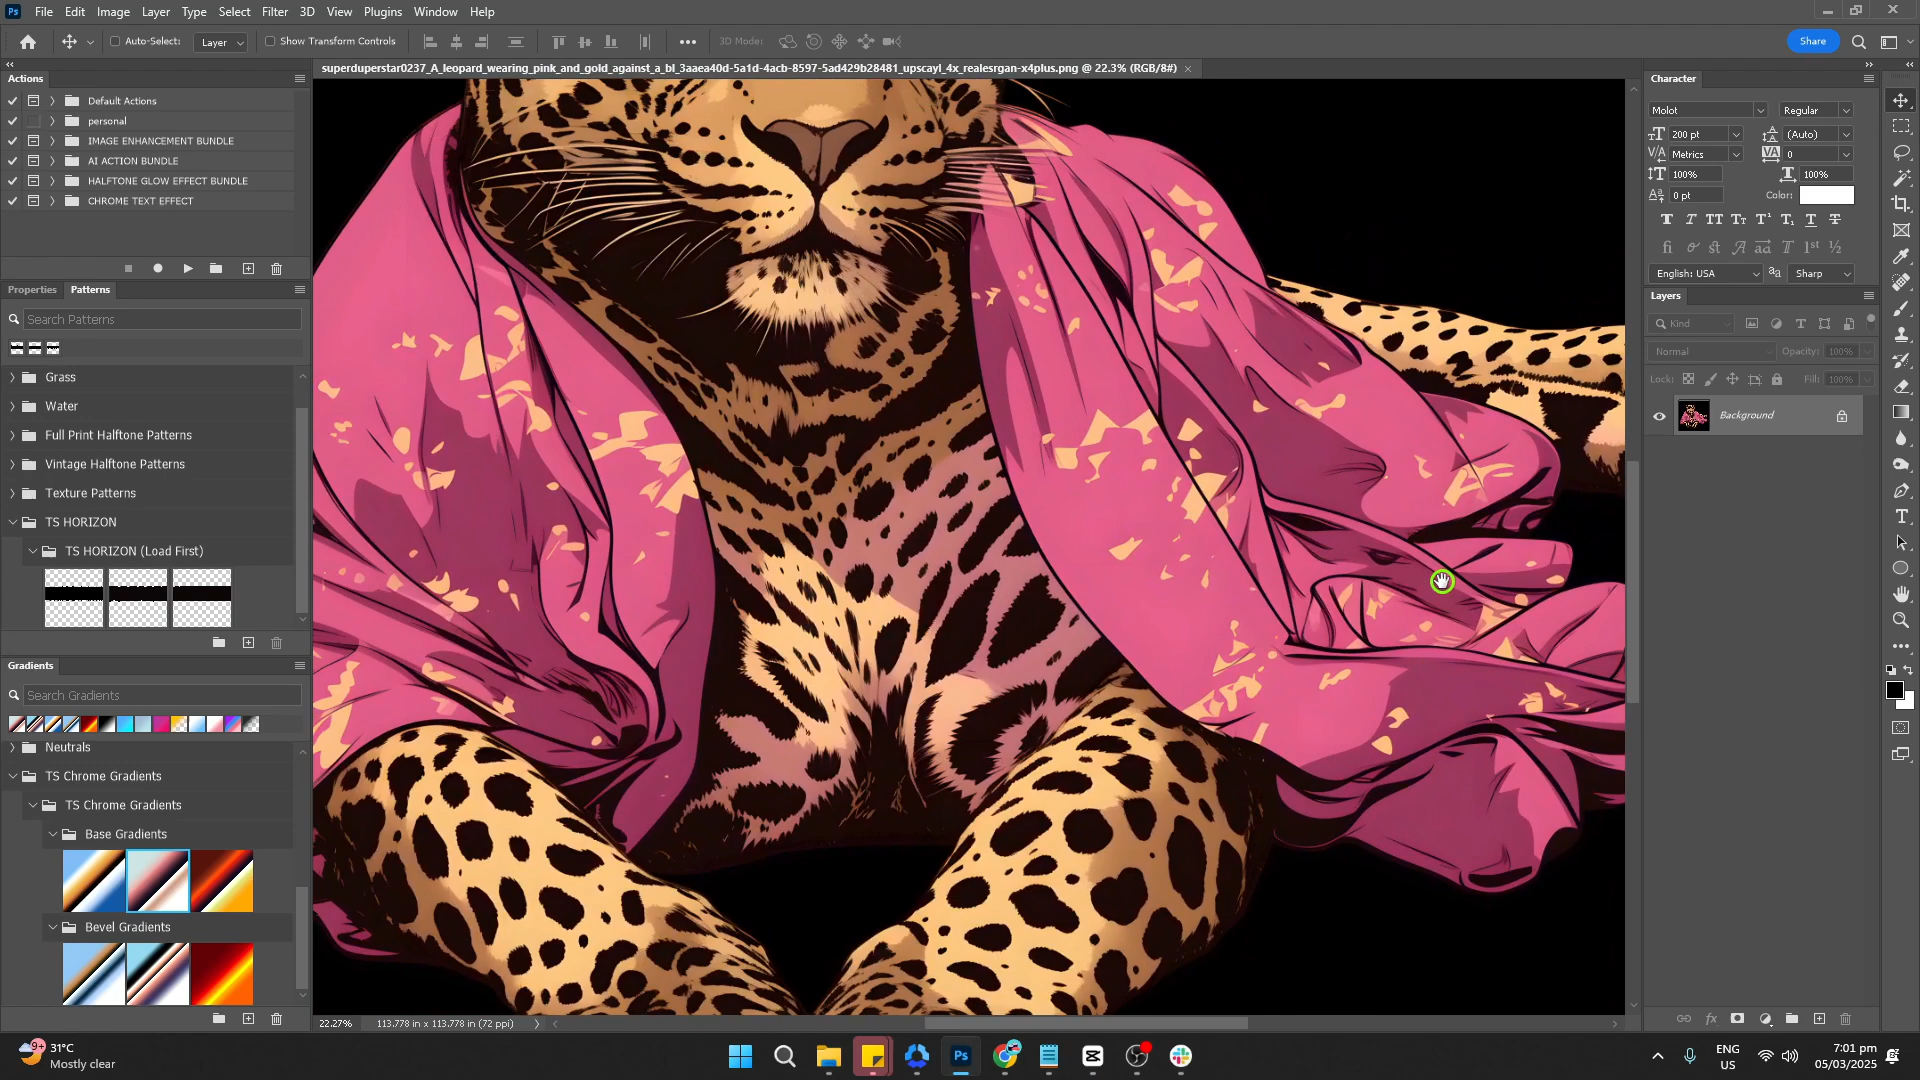 Ps File Edit Image Layer Type Select Filter 3D View Plugins Window Help
Auto-Select: Layer Show Transform Controls 3D Mode: Share
Actions
Default Actions
personal
IMAGE ENHANCEMENT BUNDLE
AI ACTION BUNDLE
HALFTONE GLOW EFFECT BUNDLE
CHROME TEXT EFFECT
Properties Patterns
Search Patterns
Grass
Water
Full Print Halftone Patterns
Vintage Halftone Patterns
Texture Patterns
TS HORIZON
TS HORIZON (Load First)
Gradients
Search Gradients
Neutrals
TS Chrome Gradients
TS Chrome Gradients
Base Gradients
Bevel Gradients
superduperstar0237_A_leopard_wearing_pink_and_gold_against_a_bl_3aaea40d-5a1d-4acb-8597-5ad429b28481_upscayl_4x_realesrgan-x4plus.png @ 22.3% (RGB/8#)
22.27% 113.778 in x 113.778 in (72 ppi)
Character
Molot Regular
200 pt (Auto)
Metrics 0
100% 100%
0 pt Color:
English: USA Sharp
Layers
Kind
Normal Opacity: 100%
Lock: Fill: 100%
Background
9+
31°C
Mostly clear
Ps
ENG
US
7:01 pm
05/03/2025